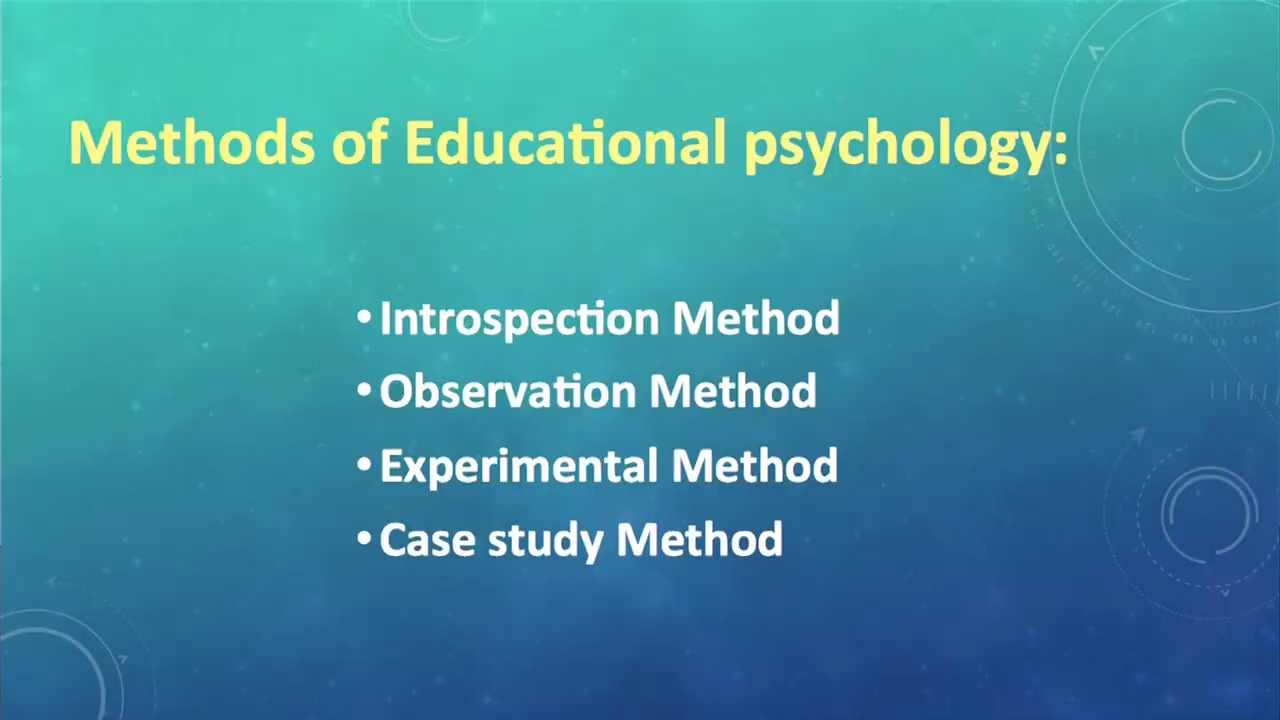 Methods of Educational psychology:
• Introspection Method
• Observation Method
• Experimental Method
• Case study Method